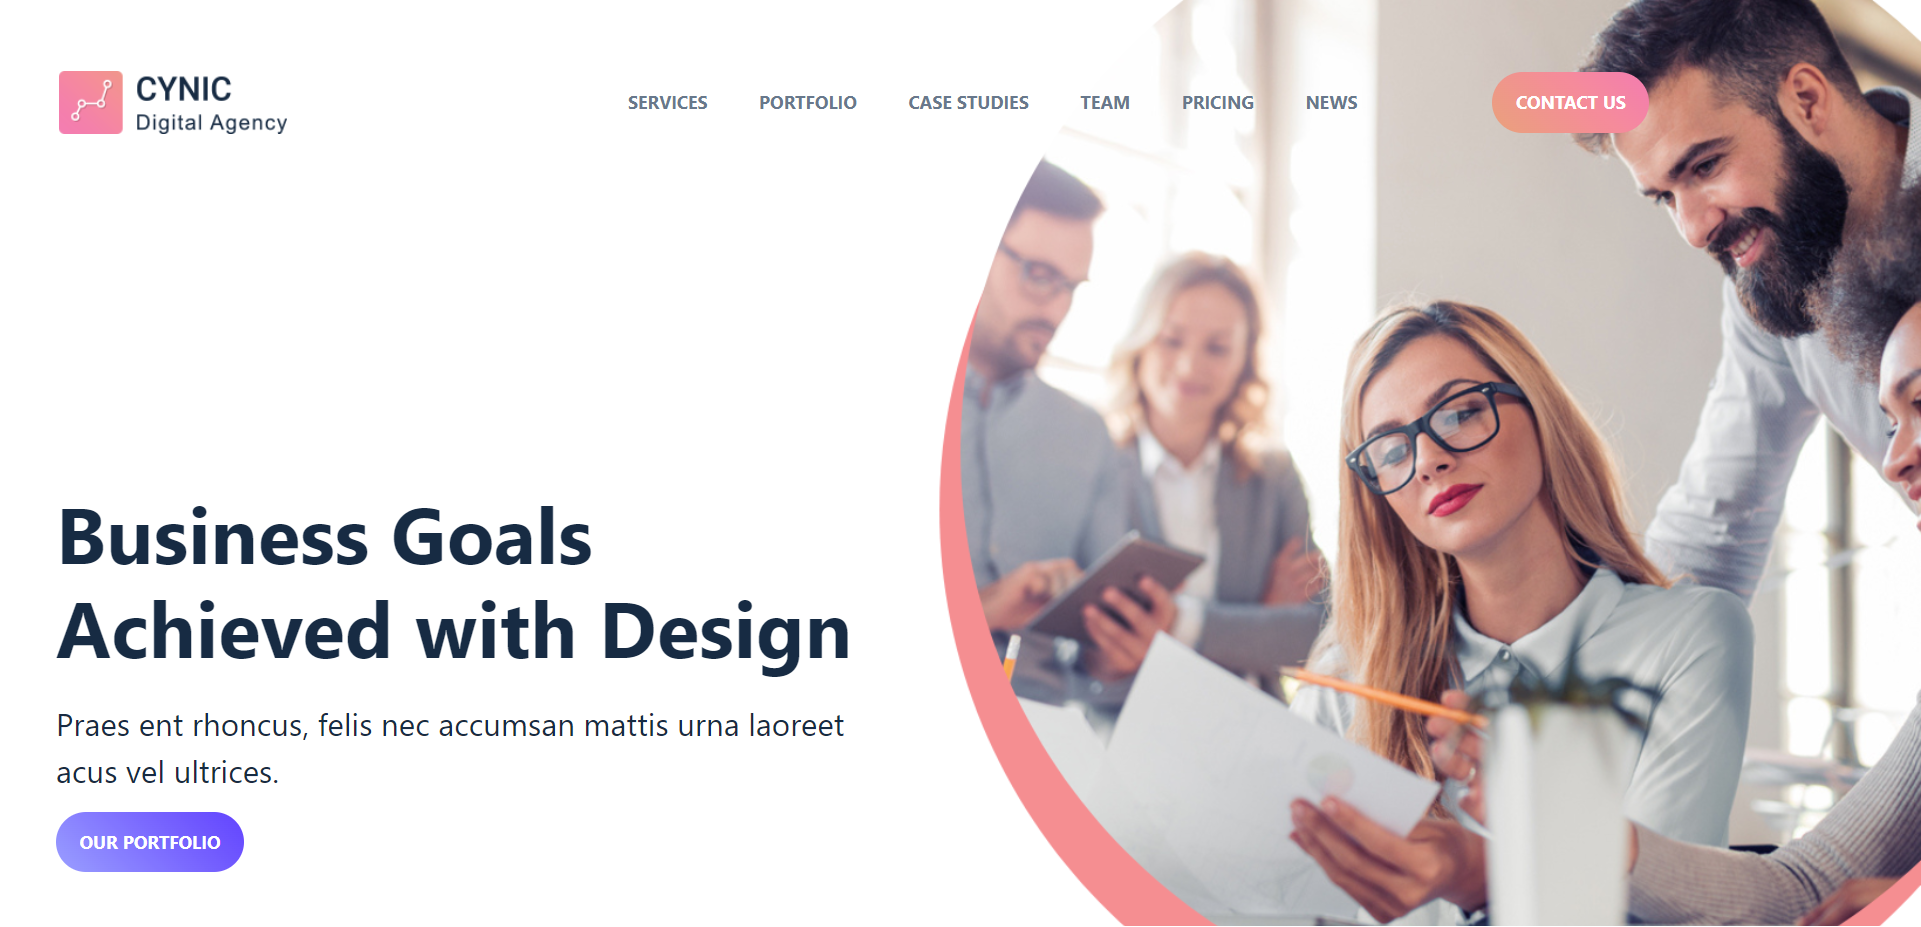 CYNIC
Digital Agency
SERVICES PORTFOLIO CASE STUDIES TEAM PRICING NEWS CONTACT US
Business Goals
Achieved with Design
Praes ent rhoncus, felis nec accumsan mattis urna laoreet
acus vel ultrices.
OUR PORTFOLIO